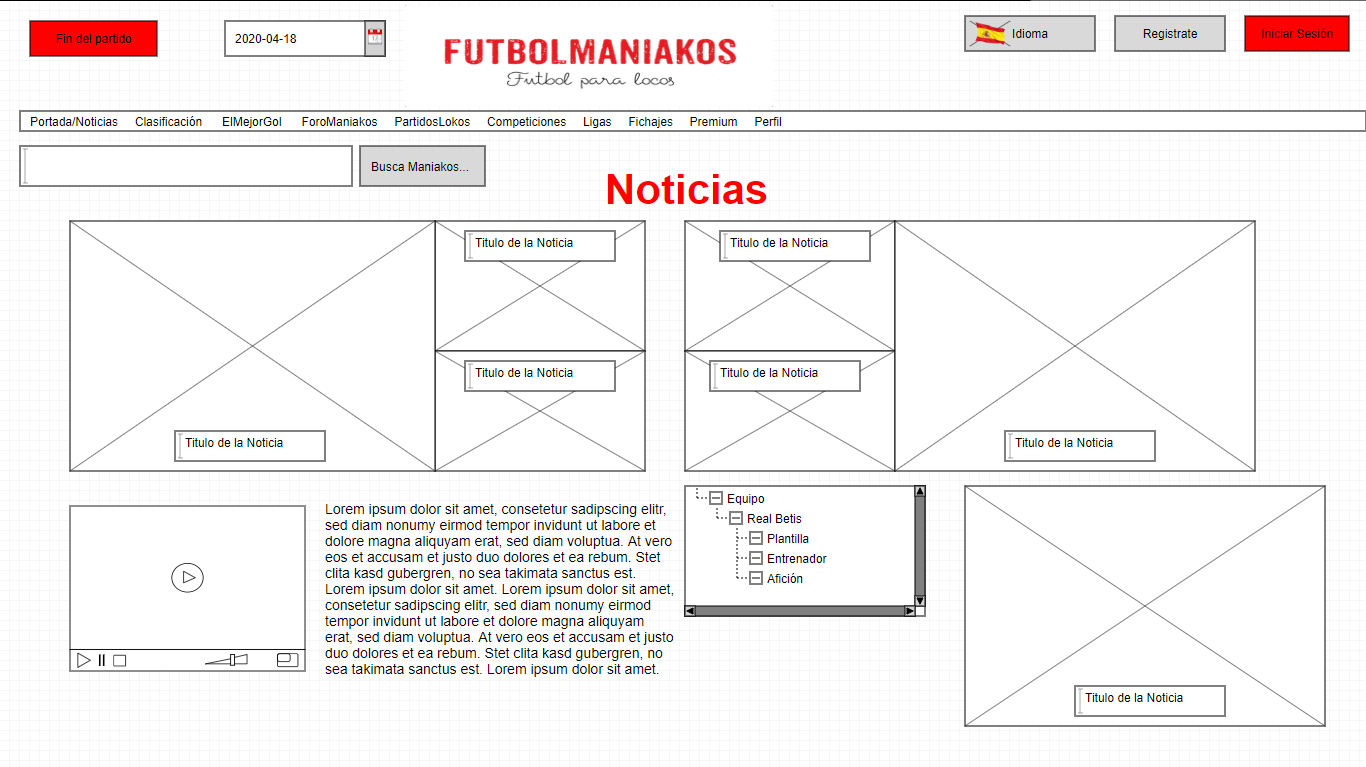 Fin del partido
2020-04-18
FUTBOLMANIAKOS
Futbol para locos
Idioma
Registrate
Iniciar Sesión
Portada/Noticias Clasificación ElMejorGol ForoManiakos PartidosLokos Competiciones Ligas Fichajes Premium Perfil
Busca Maniakos...
Noticias
Titulo de la Noticia
Titulo de la Noticia
Titulo de la Noticia
Titulo de la Noticia
Titulo de la Noticia
Titulo de la Noticia
Lorem ipsum dolor sit amet, consetetur sadipscing elitr,
sed diam nonumy eirmod tempor invidunt ut labore et
dolore magna aliquyam erat, sed diam voluptua. At vero
eos et accusam et justo duo dolores et ea rebum. Stet
clita kasd gubergren, no sea takimata sanctus est.
Lorem ipsum dolor sit amet. Lorem ipsum dolor sit amet,
consetetur sadipscing elitr, sed diam nonumy eirmod
tempor invidunt ut labore et dolore magna aliquyam
erat, sed diam voluptua. At vero eos et accusam et justo
duo dolores et ea rebum. Stet clita kasd gubergren, no
sea takimata sanctus est. Lorem ipsum dolor sit amet.
Equipo
Real Betis
Plantilla
Entrenador
Afición
Titulo de la Noticia